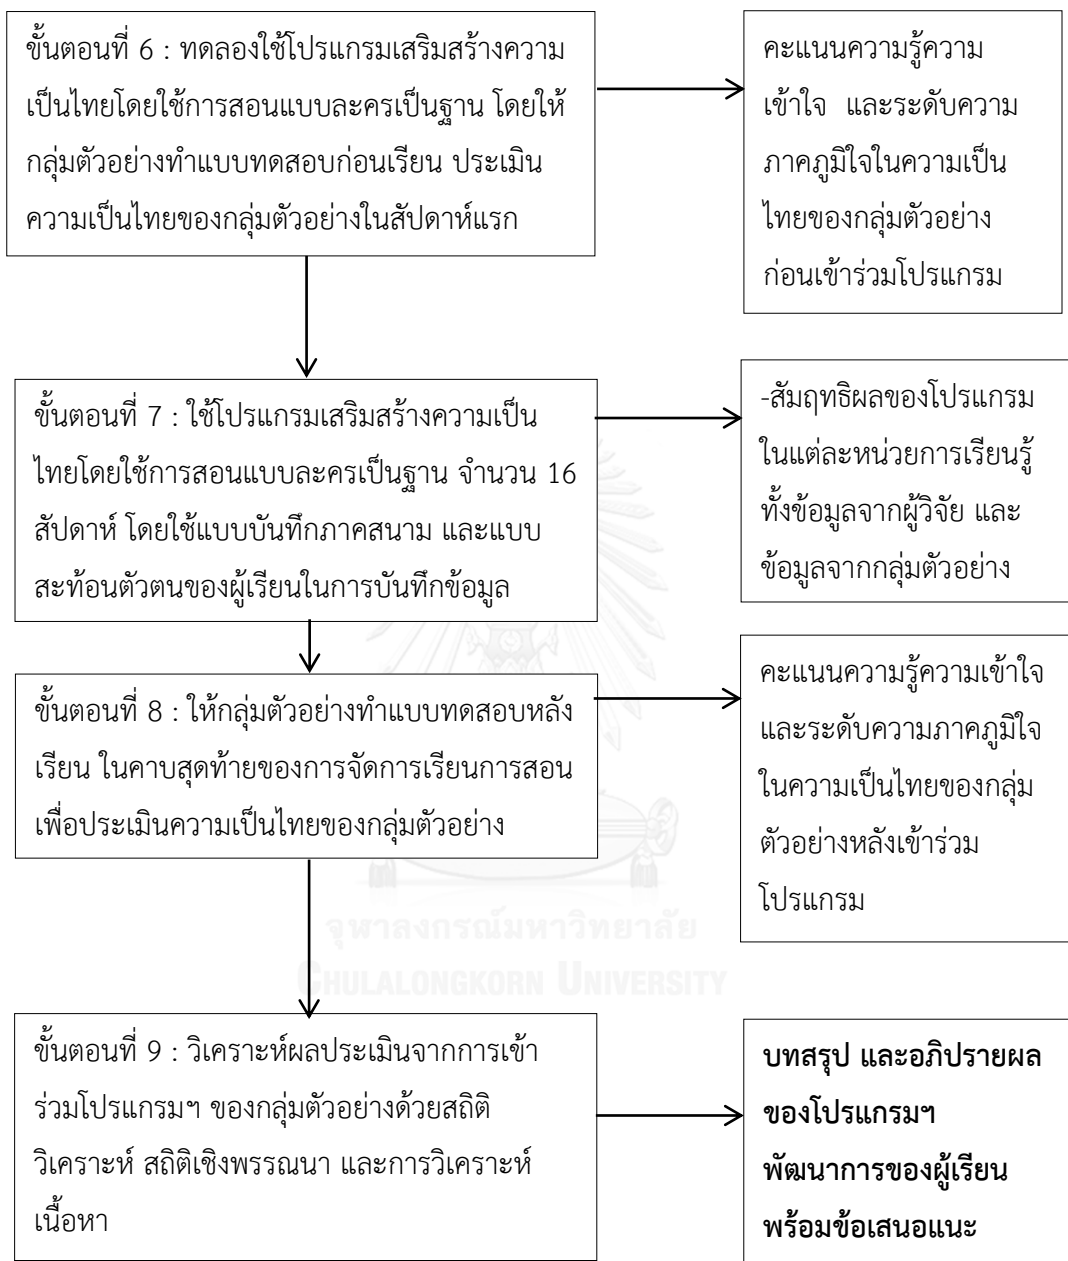 ขั้นตอนที่ 6 : ทดลองใช้โปรแกรมเสริมสร้างความ
เป็นไทยโดยใช้การสอนแบบละครเป็นฐาน โดยให้
กลุ่มตัวอย่างทำแบบทดสอบก่อนเรียน ประเมิน
ความเป็นไทยของกลุ่มตัวอย่างในสัปดาห์แรก
คะแนนความรู้ความ
เข้าใจ และระดับความ
ภาคภูมิใจในความเป็น
ไทยของกลุ่มตัวอย่าง
ก่อนเข้าร่วมโปรแกรม
ขั้นตอนที่ 7 : ใช้โปรแกรมเสริมสร้างความเป็น
ไทยโดยใช้การสอนแบบละครเป็นฐาน จำนวน 16
สัปดาห์ โดยใช้แบบบันทึกภาคสนาม และแบบ
สะท้อนตัวตนของผู้เรียนในการบันทึกข้อมูล
-สัมฤทธิผลของโปรแกรม
ในแต่ละหน่วยการเรียนรู้
ทั้งข้อมูลจากผู้วิจัย และ
ข้อมูลจากกลุ่มตัวอย่าง
ขั้นตอนที่ 8 : ให้กลุ่มตัวอย่างทำแบบทดสอบหลัง
เรียน ในคาบสุดท้ายของการจัดการเรียนการสอน
เพื่อประเมินความเป็นไทยของกลุ่มตัวอย่าง
คะแนนความรู้ความเข้าใจ
และระดับความภาคภูมิใจ
ในความเป็นไทยของกลุ่ม
ตัวอย่างหลังเข้าร่วม
โปรแกรม
จุฬาลงกรณ์มหาวิทยาลัย
CHULALONGKORN UNIVERSITY
ขั้นตอนที่ 9 : วิเคราะห์ผลประเมินจากการเข้า
ร่วมโปรแกรมฯ ของกลุ่มตัวอย่างด้วยสถิติ
วิเคราะห์ สถิติเชิงพรรณนา และการวิเคราะห์
เนื้อหา
บทสรุป และอภิปรายผล
ของโปรแกรมฯ
พัฒนาการของผู้เรียน
พร้อมข้อเสนอแนะ